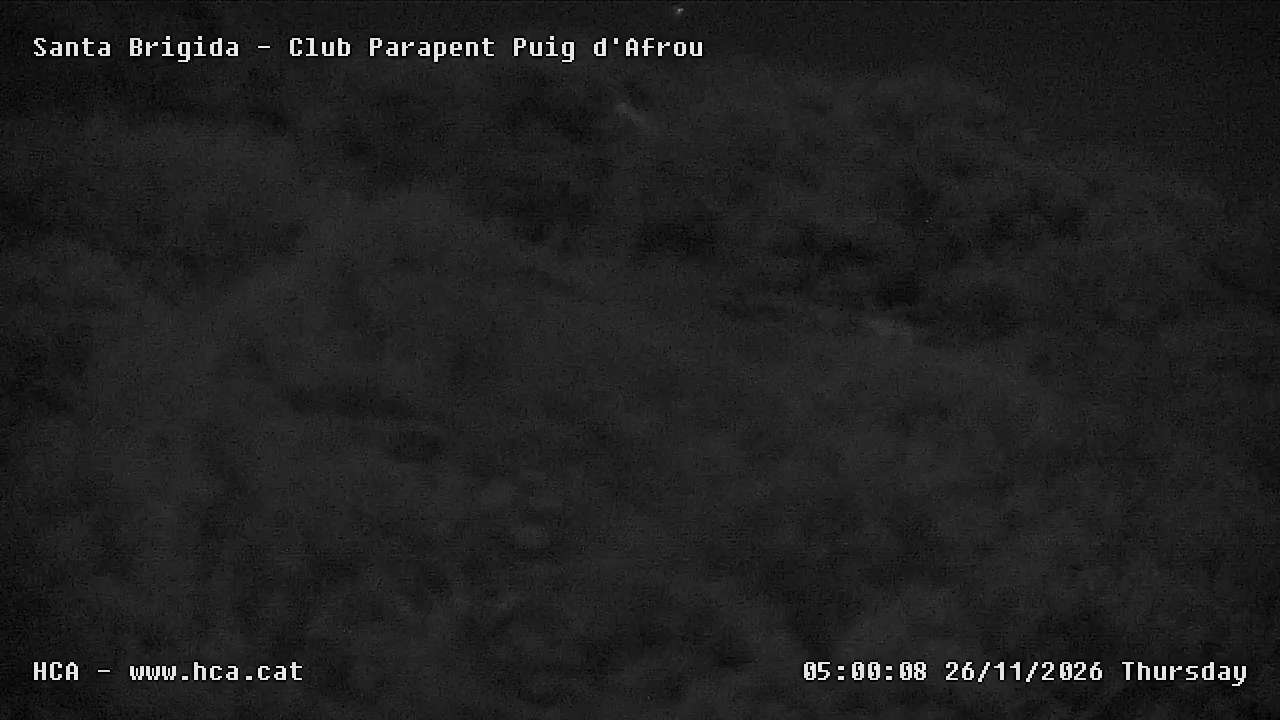 Santa Brigida - Club Parapent Puig d'Afrou
HCA - www.hca.cat
05:00:08 26/11/2026 Thursday